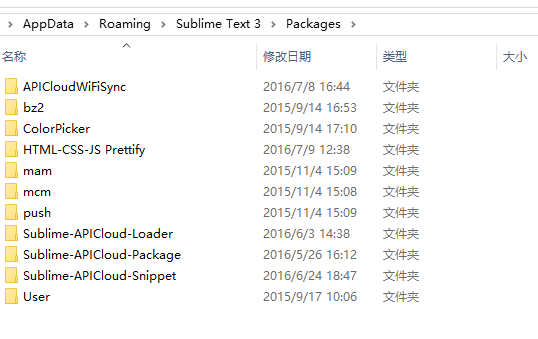 AppData Roaming Sublime Text 3 Packages
名称 修改日期 类型 大小
APICloudWiFiSync 2016/7/8 16:44 文件夹
bz2 2015/9/14 16:53 文件夹
ColorPicker 2015/9/14 17:10 文件夹
HTML-CSS-JS Prettify 2016/7/9 12:38 文件夹
mam 2015/11/4 15:09 文件夹
mcm 2015/11/4 15:08 文件夹
push 2015/11/4 15:09 文件夹
Sublime-APICloud-Loader 2016/6/3 14:38 文件夹
Sublime-APICloud-Package 2016/5/26 16:12 文件夹
Sublime-APICloud-Snippet 2016/6/24 18:47 文件夹
User 2015/9/17 10:06 文件夹